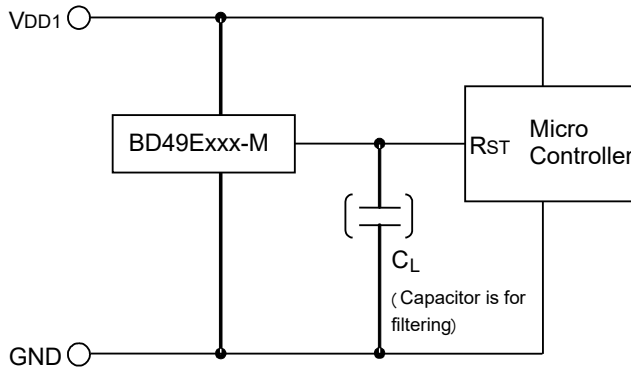 VDD1
BD49Exxx-M
RST
Micro
Controller
CL
(Capacitor is for
filtering)
GND